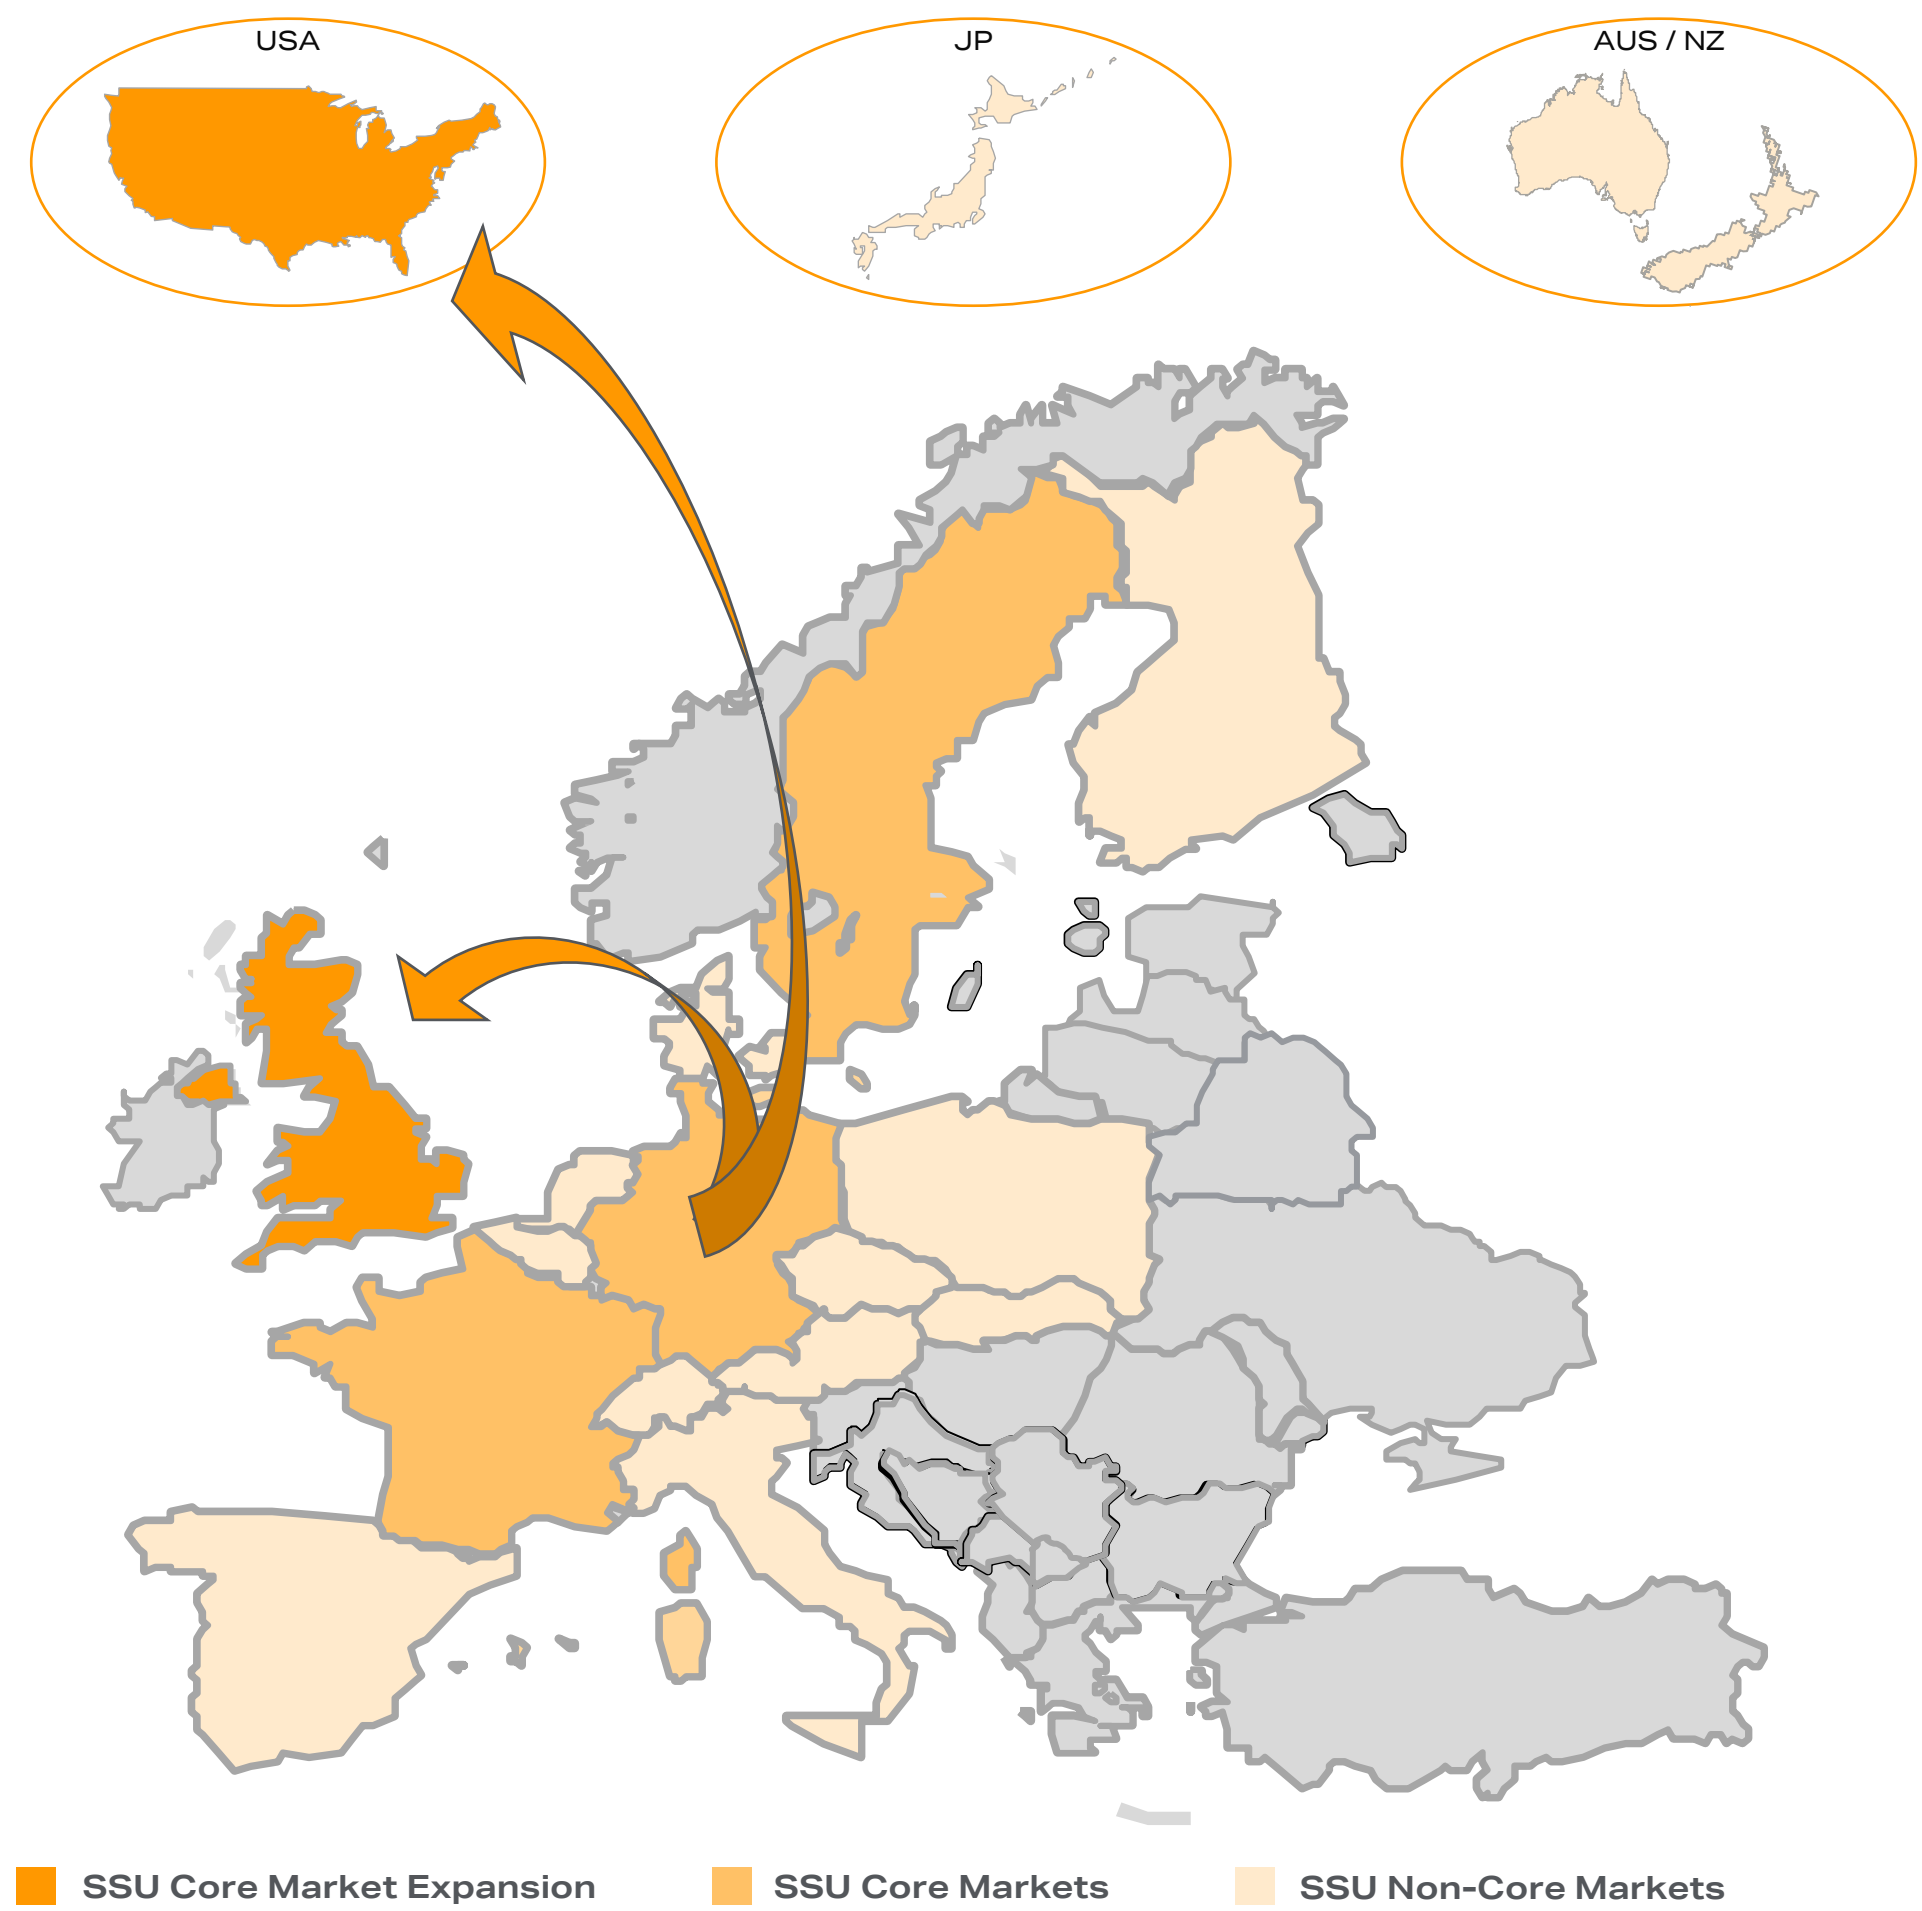 USA
JP
AUS / NZ
SSU Core Market Expansion
SSU Core Markets
SSU Non-Core Markets